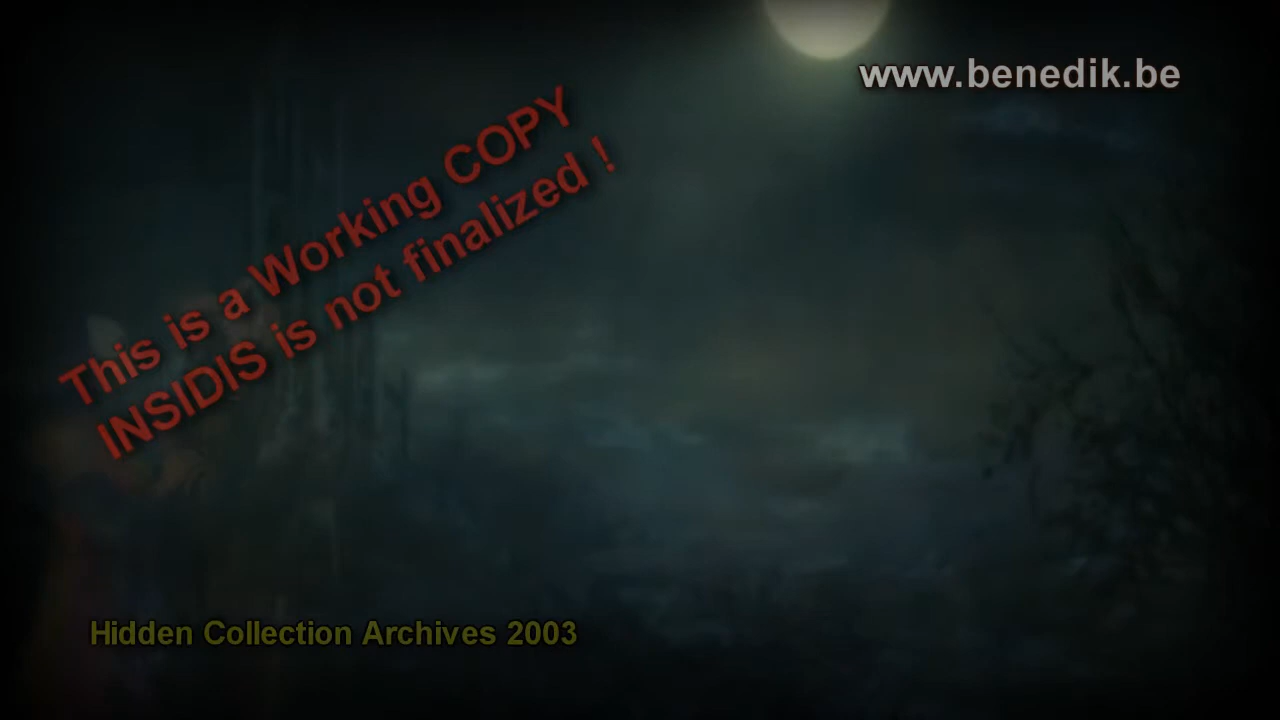 www.benedik.be
This is a Working COPY
INSIDIS is not finalized !
Hidden Collection Archives 2003